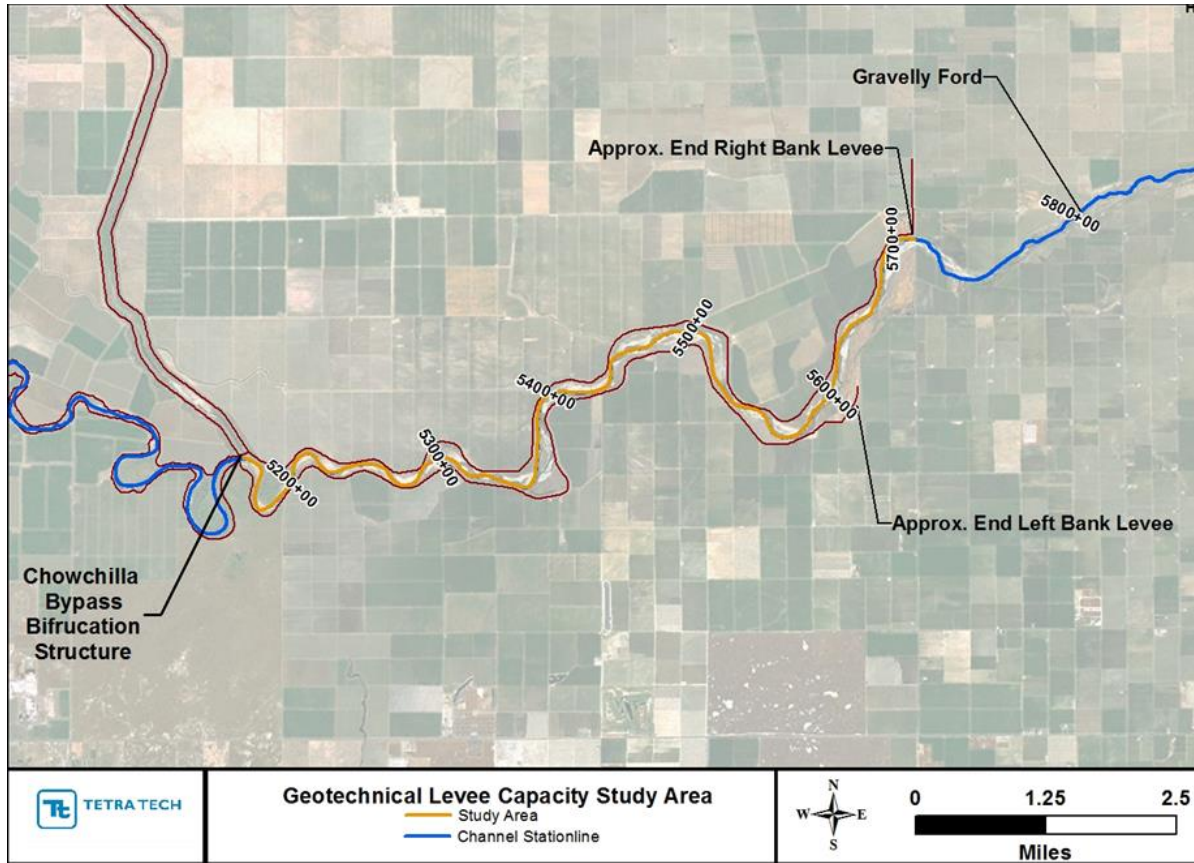 Gravelly Ford
Approx. End Right Bank Levee
5800+00
5700+00
5500+00
5400+00
5600+00
5300+00
5200+00
Approx. End Left Bank Levee
Chowchilla
Bypass
Bifrucation
Structure
TETRA TECH
Geotechnical Levee Capacity Study Area
Study Area
Channel Stationline
N
W
E
S
0
1.25
2.5
Miles